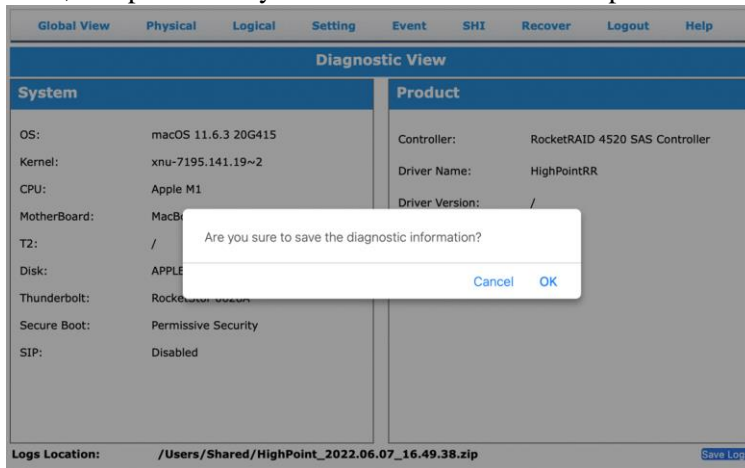 Global View Physical Logical Setting Event SHI Recover Logout Help
Diagnostic View
System
OS: macOS 11.6.3 20G415
Kernel: xnu-7195.141.19~2
CPU: Apple M1
MotherBoard:
T2: /
Disk: APPLE
Thunderbolt:
Secure Boot: Permissive Security
SIP: Disabled
Product
Controller: RocketRAID 4520 SAS Controller
Driver Name: HighPointRR
Driver Version: /
Are you sure to save the diagnostic information?
Cancel OK
Logs Location: /Users/Shared/HighPoint_2022.06.07_16.49.38.zip
Save Log